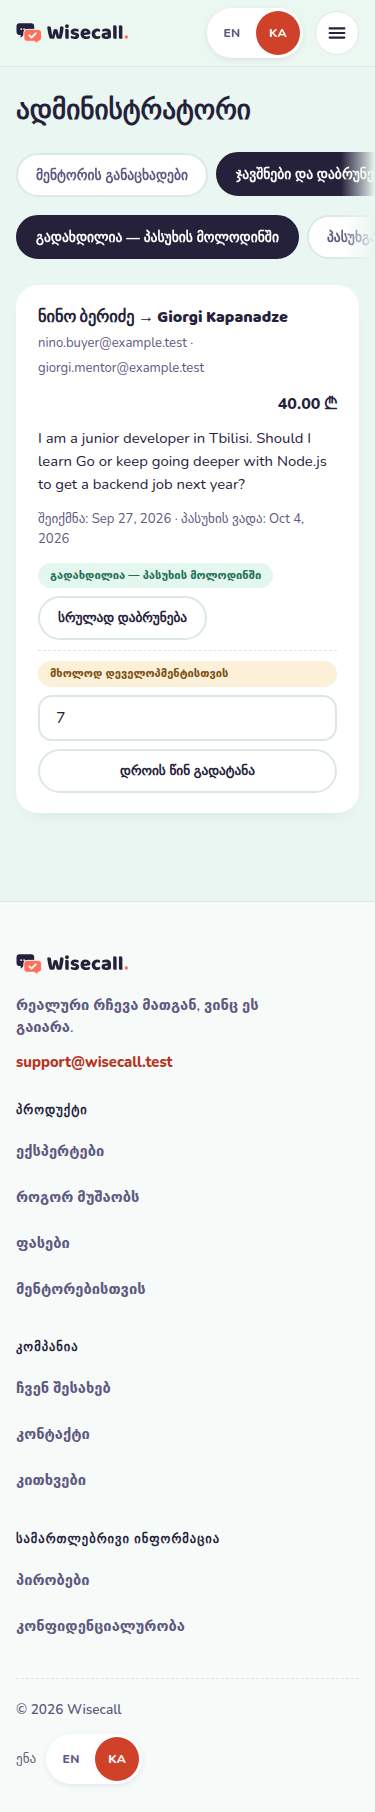 Wisecall.
EN KA
ადმინისტრატორი
მენტორის განაცხადები ჯავშნები და
გადახდილია — პასუხის მოლოდინში
ნინო ბერიძე → Giorgi Kapanadze
nino.buyer@example.test ·
giorgi.mentor@example.test
40.00 ₾
I am a junior developer in Tbilisi. Should I
learn Go or keep going deeper with Node.js
to get a backend job next year?
შეიქმნა: Sep 27, 2026 · პასუხის ვადა: Oct 4,
2026
გადახდილია — პასუხის მოლოდინში
სრულად დაბრუნება
მხოლოდ დეველოპმენტისთვის
7
დროის წინ გადატანა
Wisecall.
რეალური რჩევა მათგან, ვინც ეს
გაიარა.
support@wisecall.test
პროდუქტი
ექსპერტები
როგორ მუშაობს
ფასები
მენტორებისთვის
კომპანია
ჩვენ შესახებ
კონტაქტი
კითხვები
სამართლებრივი ინფორმაცია
პირობები
კონფიდენციალურობა
© 2026 Wisecall
ენა EN KA